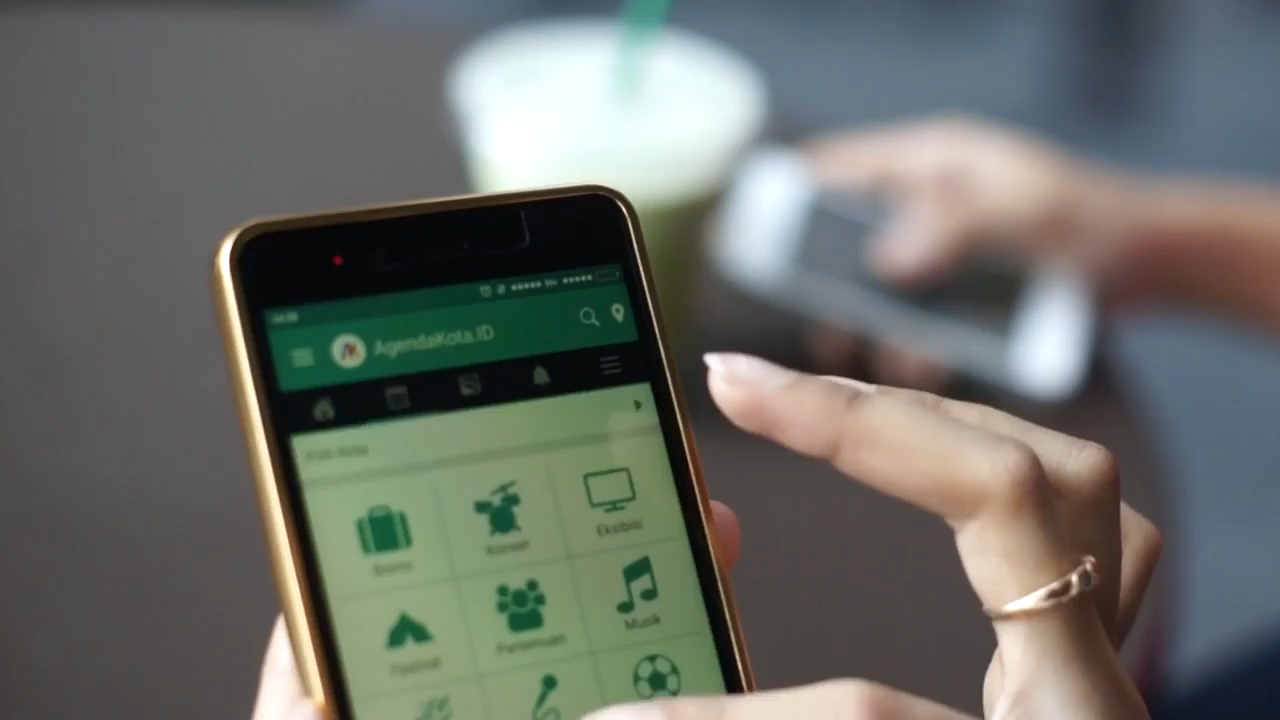 AgendaKota.ID
Bisnis
Konser
Eksibisi
Festival
Pertemuan
Musik